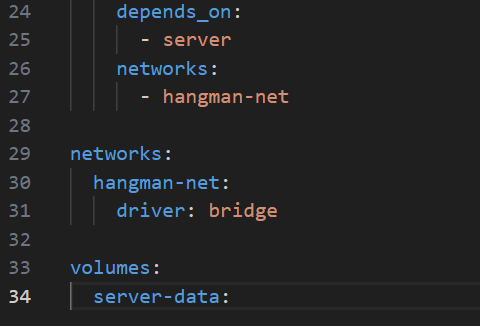 24 depends_on:
25 - server
26 networks:
27 - hangman-net
28
29 networks:
30 hangman-net:
31 driver: bridge
32
33 volumes:
34 server-data: